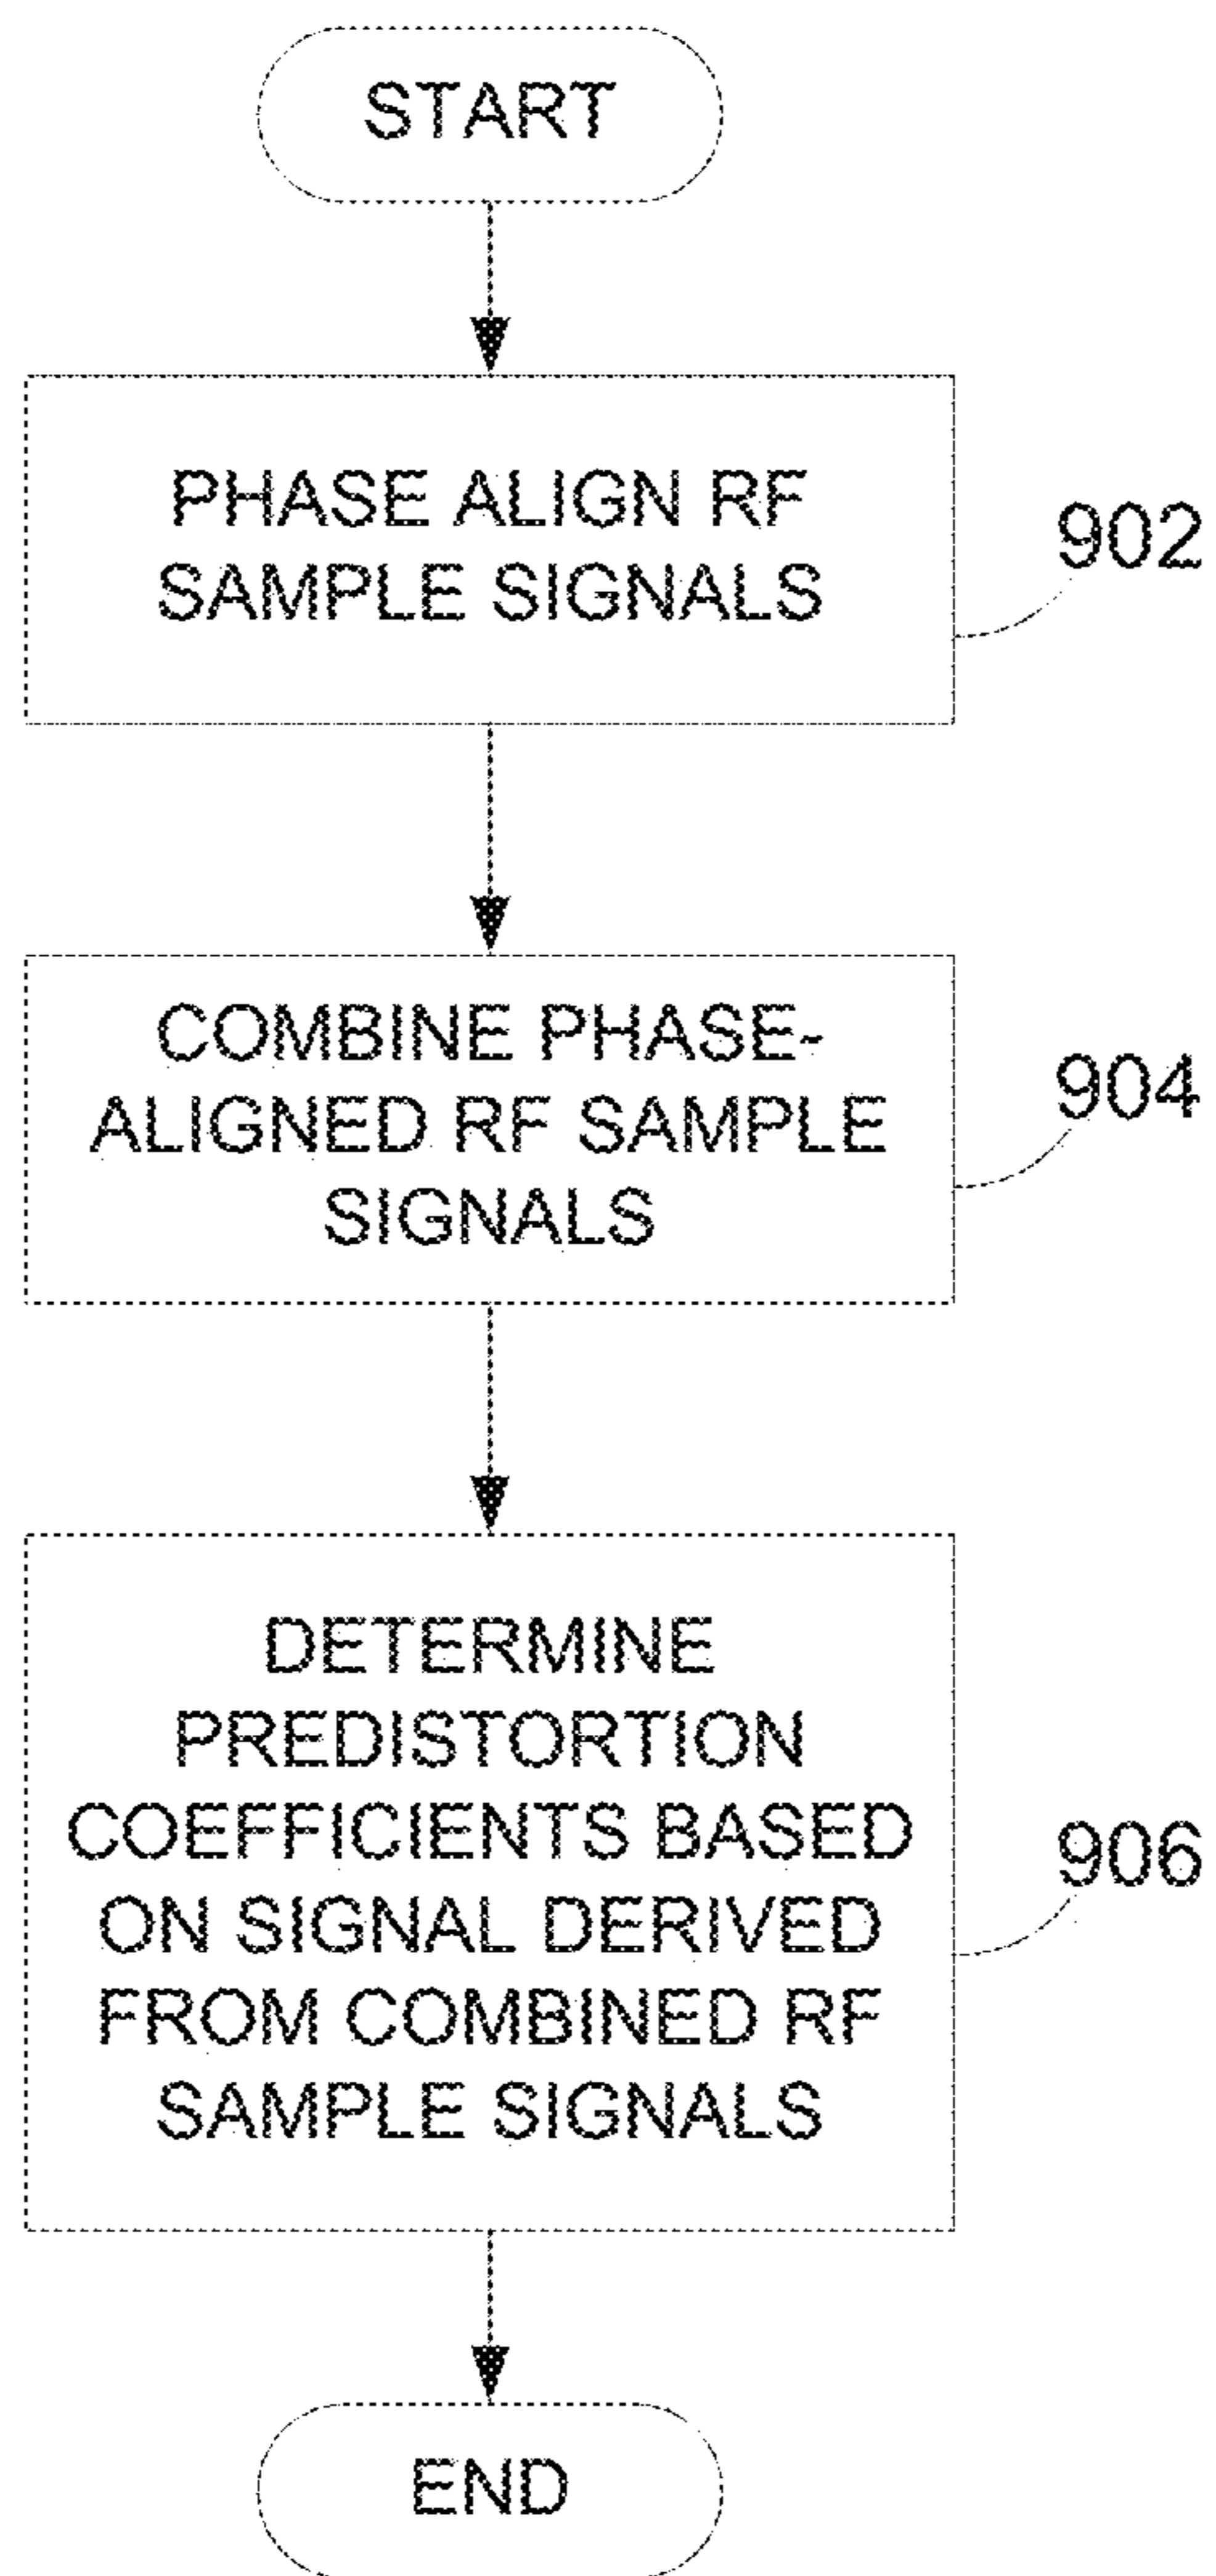 START
PHASE ALIGN RF
SAMPLE SIGNALS
902
COMBINE PHASE-
ALIGNED RF SAMPLE
SIGNALS
904
DETERMINE
PREDISTORTION
COEFFICIENTS BASED
ON SIGNAL DERIVED
FROM COMBINED RF
SAMPLE SIGNALS
906
END